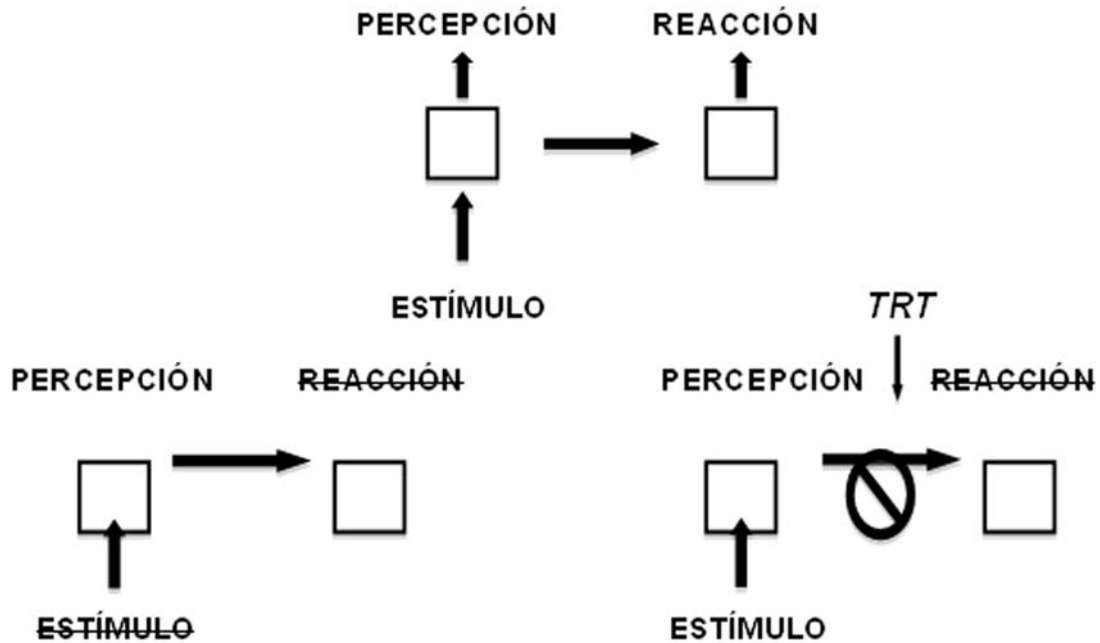 PERCEPCIÓN REACCIÓN
ESTÍMULO
TRT
PERCEPCIÓN REACCIÓN
PERCEPCIÓN REACCIÓN
ESTÍMULO
ESTÍMULO